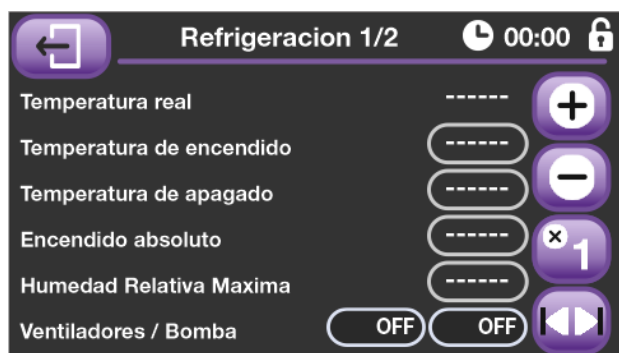 Refrigeracion 1/2 00:00
Temperatura real ------
+
Temperatura de encendido ------
Temperatura de apagado ------
−
Encendido absoluto ------
×1
Humedad Relativa Maxima ------
Ventiladores / Bomba OFF OFF